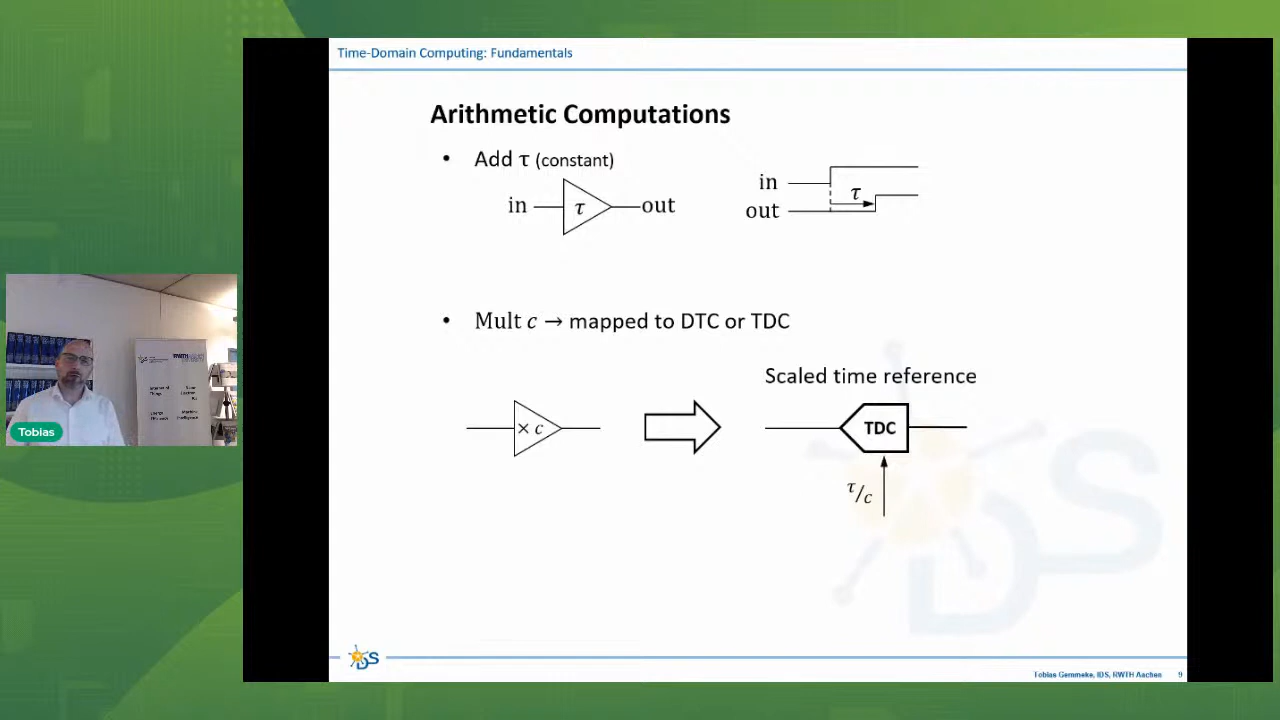 Time-Domain Computing: Fundamentals
Arithmetic Computations
• Add τ (constant)
in τ out
in
τ
out
• Mult c → mapped to DTC or TDC
Scaled time reference
× c
TDC
τ/c
Tobias
IDS
Tobias Gemmeke, IDS, RWTH Aachen 9